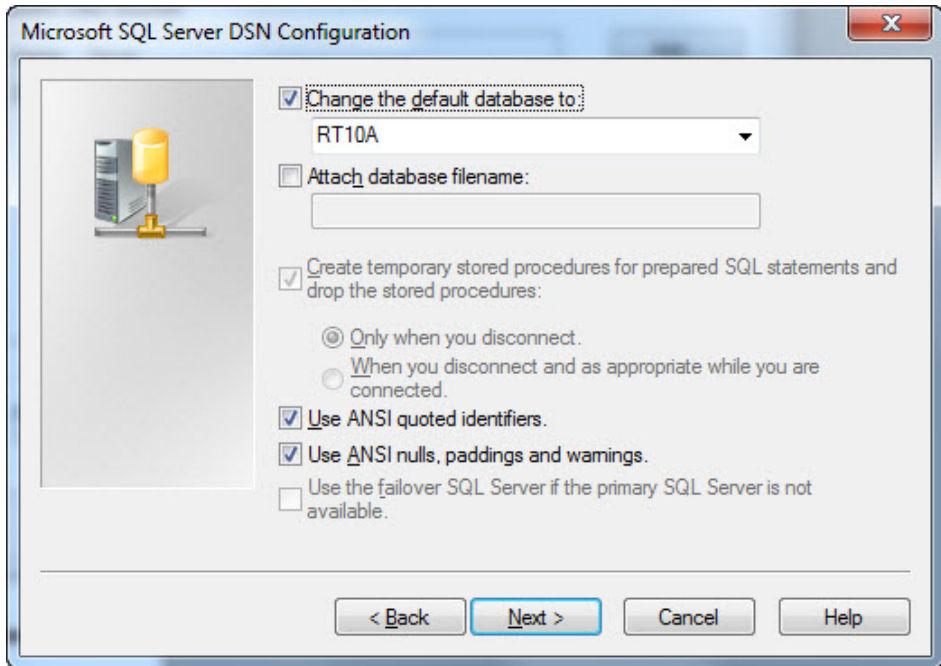 Microsoft SQL Server DSN Configuration
Change the default database to:
RT10A
Attach database filename:
Create temporary stored procedures for prepared SQL statements and
drop the stored procedures:
Only when you disconnect.
When you disconnect and as appropriate while you are
connected.
Use ANSI quoted identifiers.
Use ANSI nulls, paddings and warnings.
Use the failover SQL Server if the primary SQL Server is not
available.
< Back
Next >
Cancel
Help